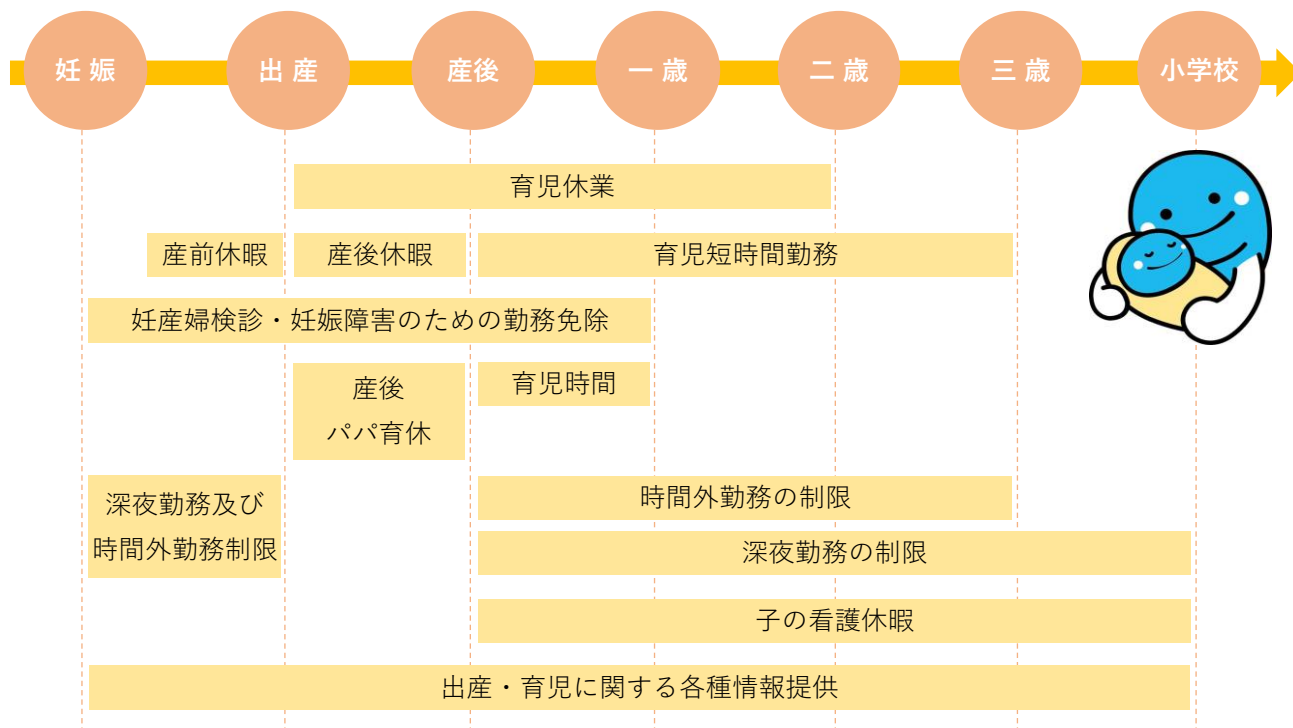 妊娠
出産
産後
一歳
二歳
三歳
小学校
育児休業
産前休暇
産後休暇
育児短時間勤務
妊産婦検診・妊娠障害のための勤務免除
産後
パパ育休
育児時間
深夜勤務及び
時間外勤務制限
時間外勤務の制限
深夜勤務の制限
子の看護休暇
出産・育児に関する各種情報提供